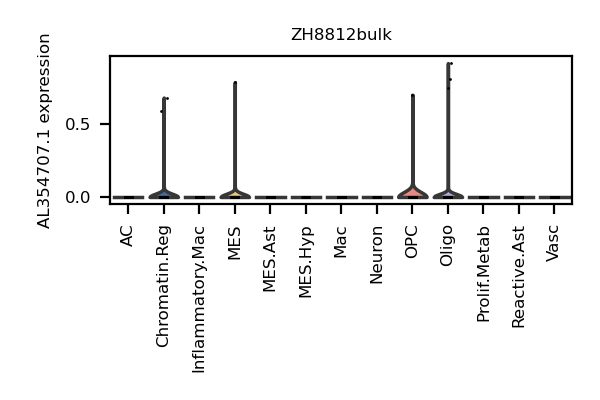 ZH8812bulk
AL354707.1 expression
0.5
0.0
AC
Chromatin.Reg
Inflammatory.Mac
MES
MES.Ast
MES.Hyp
Mac
Neuron
OPC
Oligo
Prolif.Metab
Reactive.Ast
Vasc